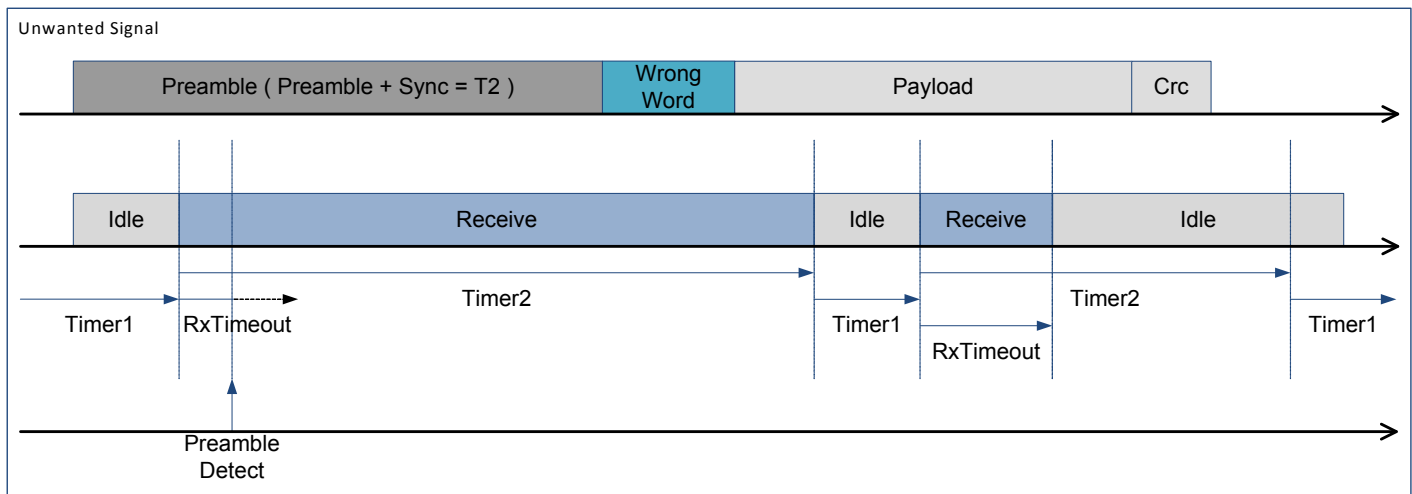 Unwanted Signal
Preamble ( Preamble + Sync = T2 )
Wrong
Word
Payload
Crc
Idle
Receive
Idle
Receive
Idle
Timer2
Timer2
Timer1
RxTimeout
Timer1
Timer1
RxTimeout
Preamble
Detect